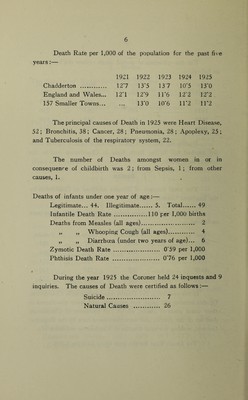 6
Death Rate per 1,000 of the population for the past five
years:—
1921 1922 1923 1924 1925
Chadderton ............ 12'7 13'5 13'7 10'5 13'0
England and Wales... 12'1 12'9 11'6 12'2 12'2
157 Smaller Towns... ... 13'0 10'6 11'2 11'2
The principal causes of Death in 1925 were Heart Disease,
52; Bronchitis, 38; Cancer, 28; Pneumonia, 28; Apoplexy, 25;
and Tuberculosis of the respiratory system, 22.
The number of Deaths amongst women in or in
consequence of childbirth was 2; from Sepsis, 1; from other
causes, 1.
Deaths of infants under one year of age:—
Legitimate... 44. Illegitimate...... 5. Total...... 49
Infantile Death Rate ...............110 per 1,000 births
Deaths from Measles (all ages)........................ 2
„ „ Whooping Cough (all ages)............ 4
„ „ Diarrhœa (under two years of age)... 6
Zymotic Death Rate .................. 0'59 per 1,000
Phthisis Death Rate .................. 0'76 per 1,000
During the year 1925 the Coroner held 24 inquests and 9
inquiries. The causes of Death were certified as follows:—
Suicide ........................ 7
Natural Causes ............ 26